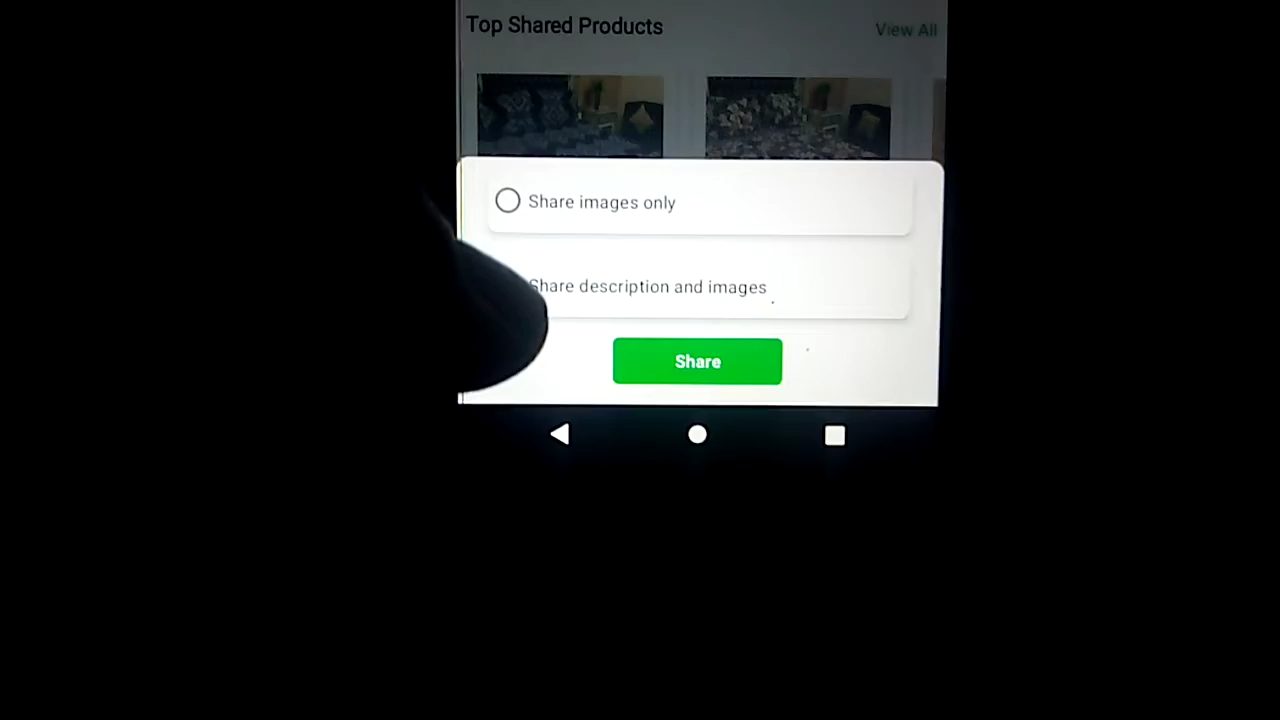 Top Shared Products
View All
Share images only
Share description and images
Share